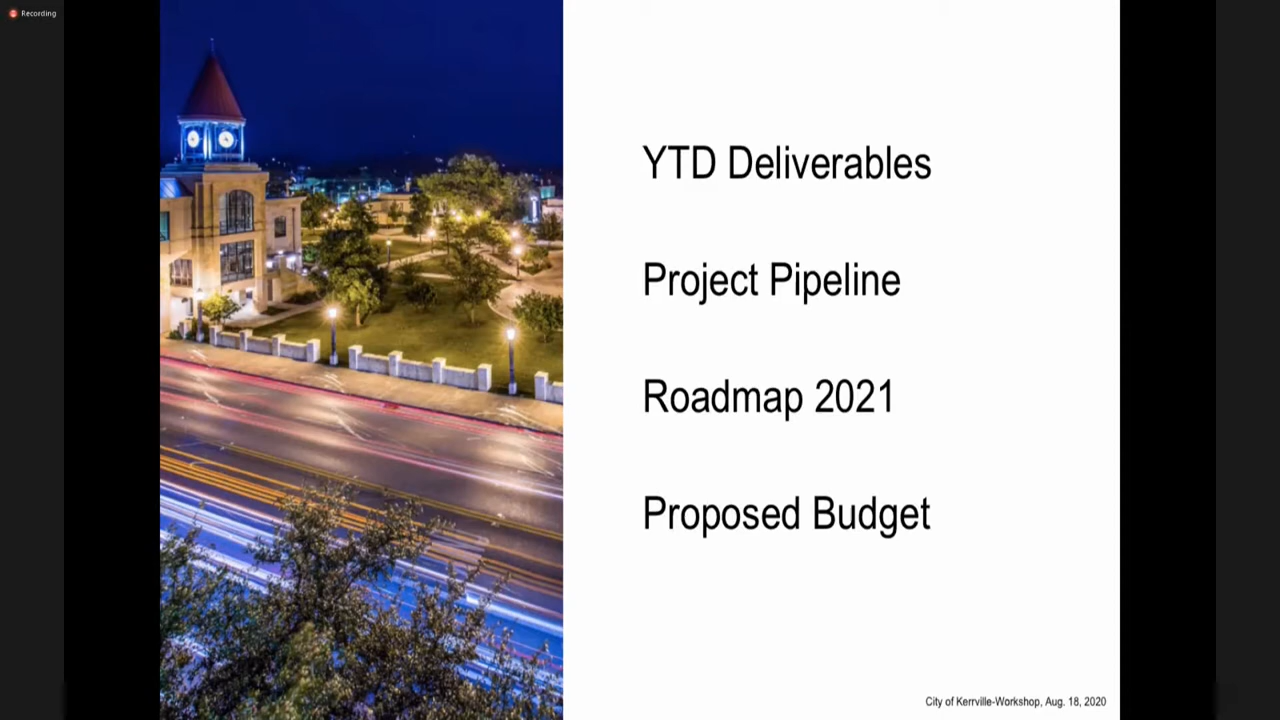 Recording
YTD Deliverables
Project Pipeline
Roadmap 2021
Proposed Budget
City of Kerrville-Workshop, Aug. 18, 2020